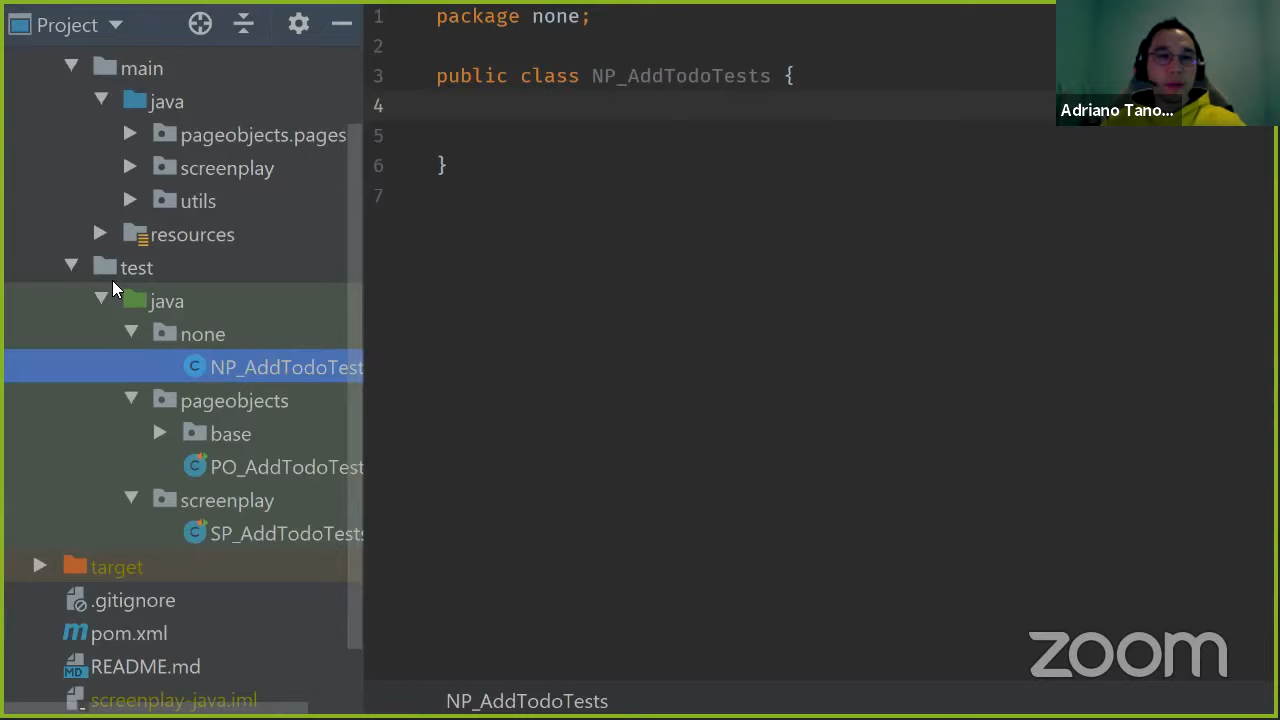 Project
main
java
pageobjects.pages
screenplay
utils
resources
test
java
none
NP_AddTodoTest
pageobjects
base
PO_AddTodoTest
screenplay
SP_AddTodoTests
target
.gitignore
pom.xml
README.md
screenplay-java.iml
1 package none;
2
3 public class NP_AddTodoTests {
4
5
6 }
7
NP_AddTodoTests
Adriano Tano...
zoom